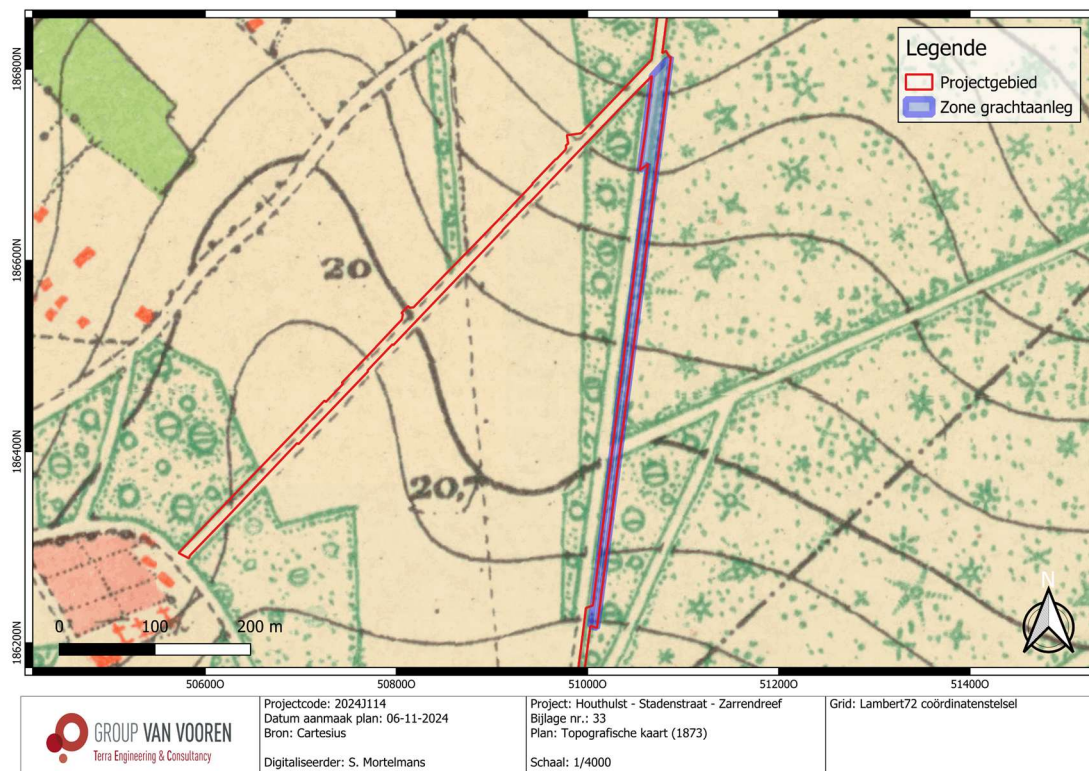 Legende
Projectgebied
Zone grachtaanleg
186800N
186600N
186400N
186200N
20
20,7
0 100 200 m
N
506000 508000 510000 512000 514000
GROUP VAN VOOREN
Terra Engineering & Consultancy
Projectcode: 2024J114
Datum aanmaak plan: 06-11-2024
Bron: Cartesius
Digitaliseerder: S. Mortelmans
Project: Houthulst - Stadenstraat - Zarrendreef
Bijlage nr.: 33
Plan: Topografische kaart (1873)
Schaal: 1/4000
Grid: Lambert72 coördinatenstelsel